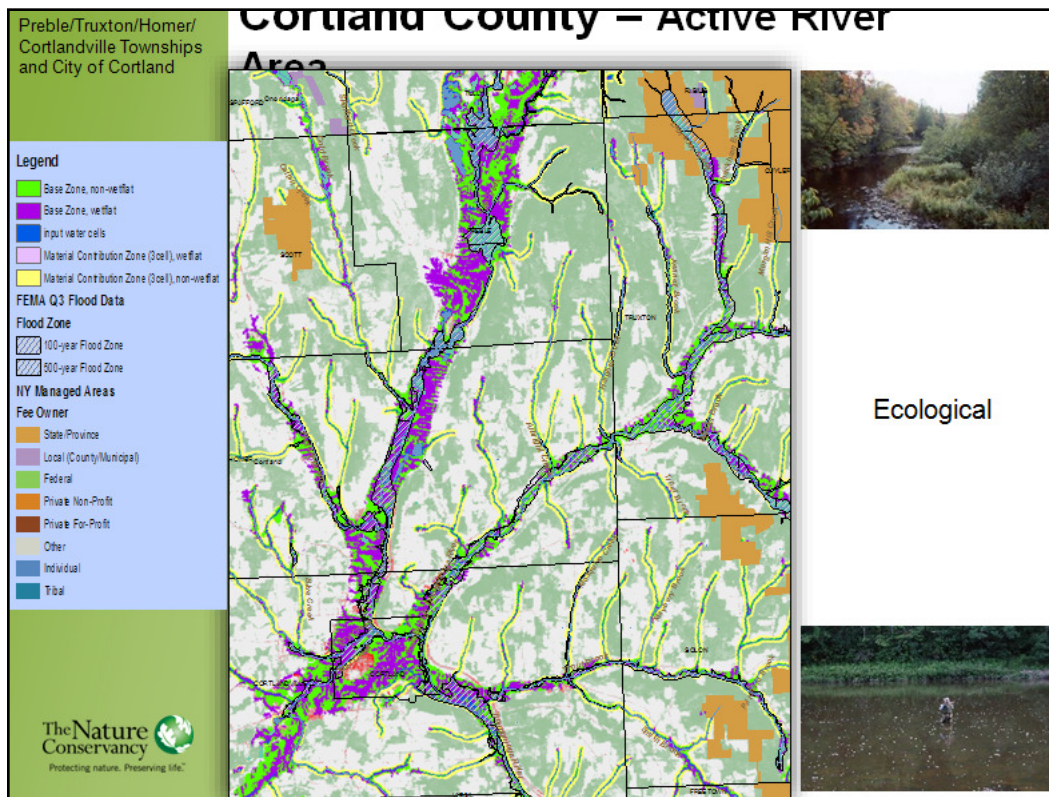 Preble/Truxton/Homer/
Cortlandville Townships
and City of Cortland
Cortland County – Active River
Area
Legend
Base Zone, non-wetflat
Base Zone, wetflat
input water cells
Material Contribution Zone (3cell), wetflat
Material Contribution Zone (3cell), non-wetflat
FEMA Q3 Flood Data
Flood Zone
100-year Flood Zone
500-year Flood Zone
NY Managed Areas
Fee Owner
State/Province
Local (County/Municipal)
Federal
Private Non-Profit
Private For-Profit
Other
Individual
Tribal
SCOTT
TRUXTON
SOLON
Ecological
The Nature
Conservancy
Protecting nature. Preserving life.™